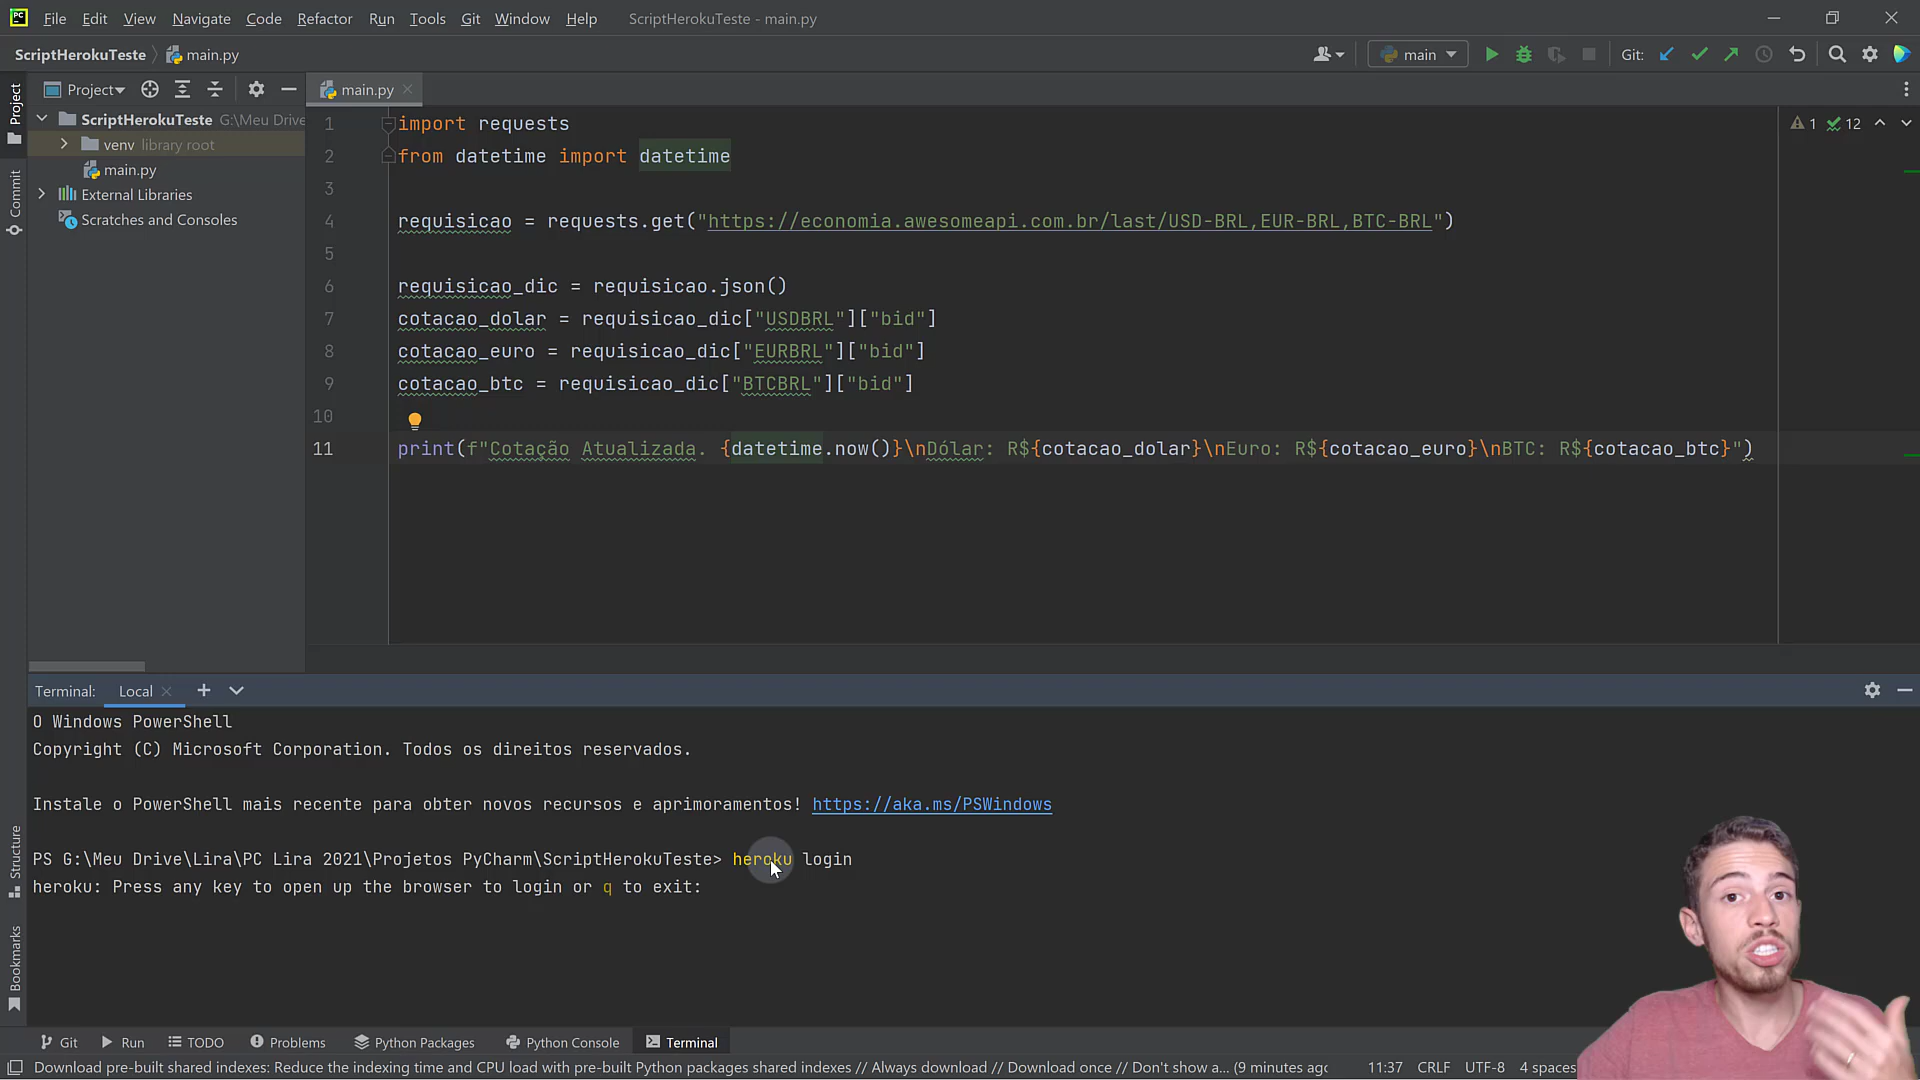 PC File Edit View Navigate Code Refactor Run Tools Git Window Help ScriptHerokuTeste - main.py
ScriptHerokuTeste main.py main Git:
Project main.py
ScriptHerokuTeste G:\Meu Drive
venv library root
main.py
External Libraries
Scratches and Consoles
Project
Commit
Structure
Bookmarks
1 import requests
2 from datetime import datetime
3
4 requisicao = requests.get("https://economia.awesomeapi.com.br/last/USD-BRL,EUR-BRL,BTC-BRL")
5
6 requisicao_dic = requisicao.json()
7 cotacao_dolar = requisicao_dic["USDBRL"]["bid"]
8 cotacao_euro = requisicao_dic["EURBRL"]["bid"]
9 cotacao_btc = requisicao_dic["BTCBRL"]["bid"]
10
11 print(f"Cotação Atualizada. {datetime.now()}\nDólar: R${cotacao_dolar}\nEuro: R${cotacao_euro}\nBTC: R${cotacao_btc}")
1 12
Terminal: Local
O Windows PowerShell
Copyright (C) Microsoft Corporation. Todos os direitos reservados.
Instale o PowerShell mais recente para obter novos recursos e aprimoramentos! https://aka.ms/PSWindows
PS G:\Meu Drive\Lira\PC Lira 2021\Projetos PyCharm\ScriptHerokuTeste> heroku login
heroku: Press any key to open up the browser to login or q to exit:
Git Run TODO Problems Python Packages Python Console Terminal
Download pre-built shared indexes: Reduce the indexing time and CPU load with pre-built Python packages shared indexes // Always download // Download once // Don't show a... (9 minutes ago 11:37 CRLF UTF-8 4 spaces